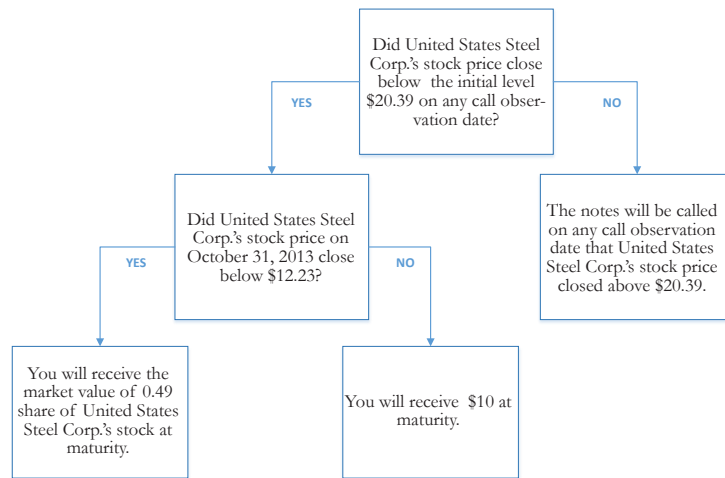 Did United States Steel
Corp.'s stock price close
below the initial level
$20.39 on any call obser-
vation date?
YES
NO
Did United States Steel
Corp.'s stock price on
October 31, 2013 close
below $12.23?
The notes will be called
on any call observation
date that United States
Steel Corp.'s stock price
closed above $20.39.
YES
NO
You will receive the
market value of 0.49
share of United States
Steel Corp.'s stock at
maturity.
You will receive $10 at
maturity.